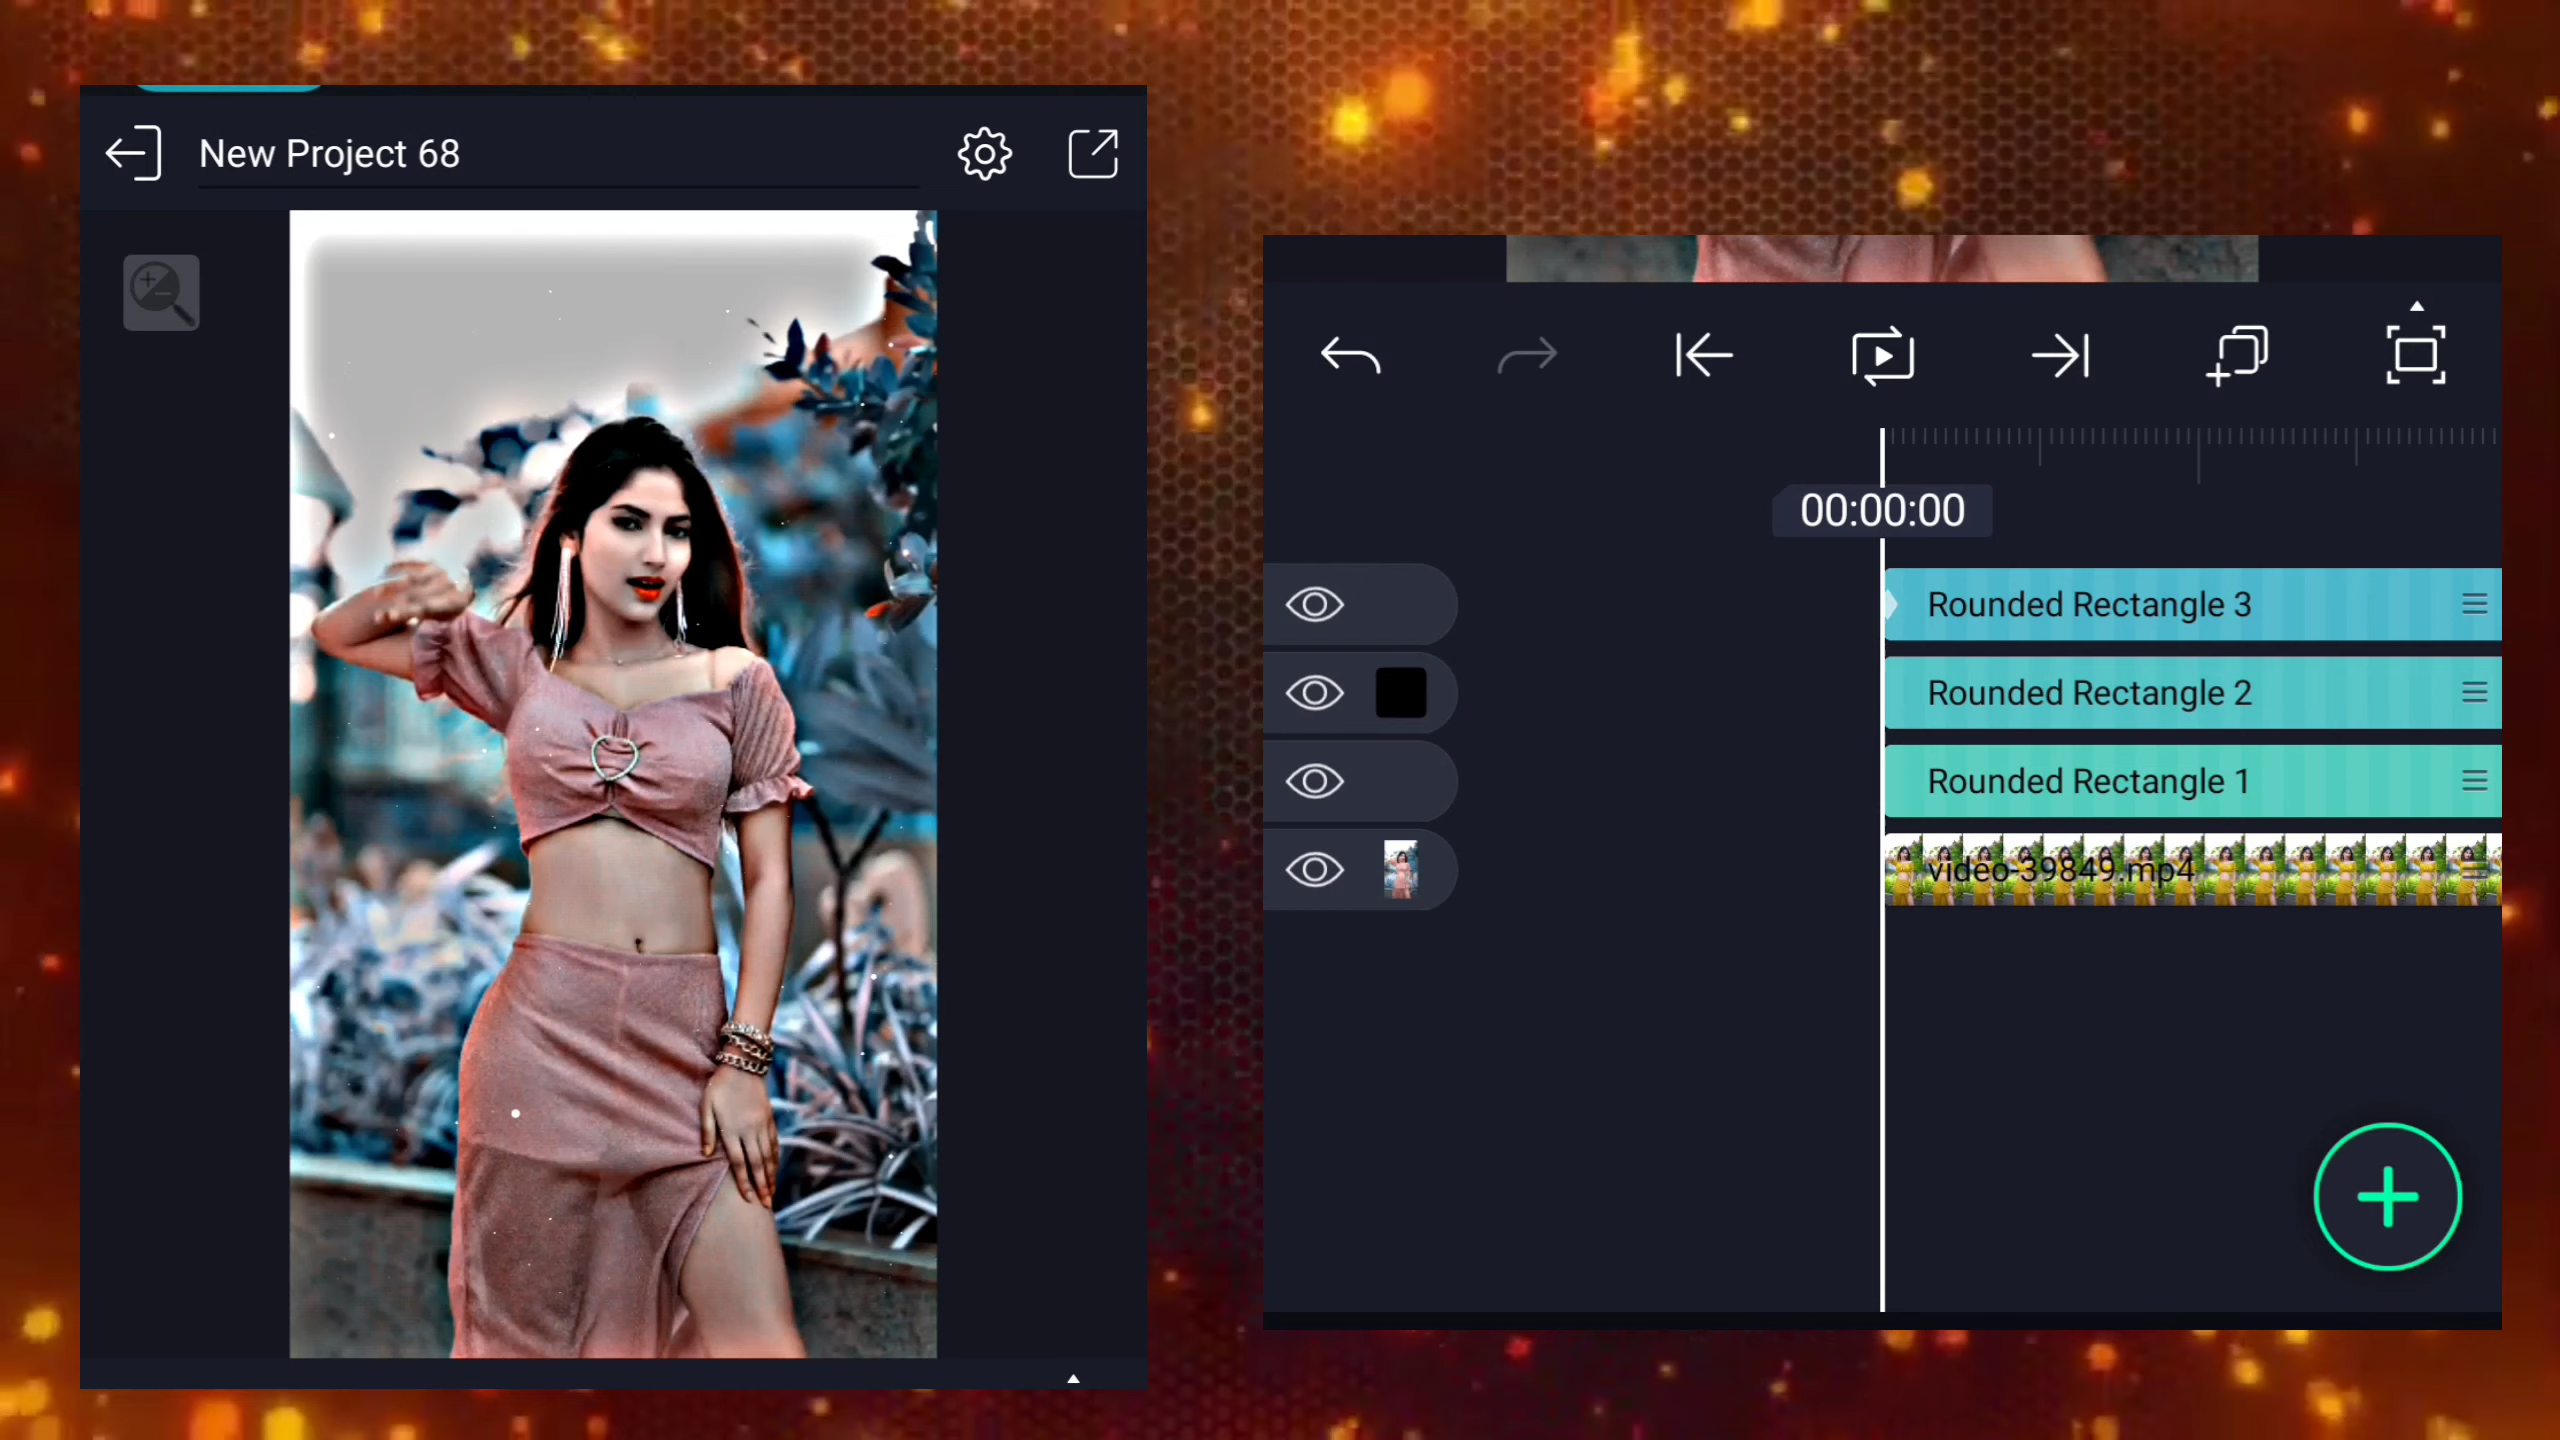 New Project 68
00:00:00
Rounded Rectangle 3
Rounded Rectangle 2
Rounded Rectangle 1
video-39849.mp4